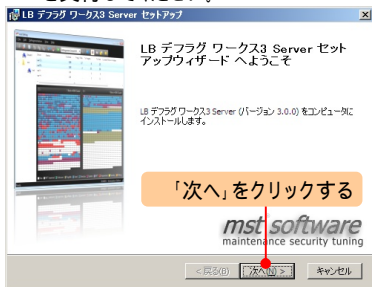 LB デフラグ ワークス3 Server セットアップ
LB デフラグ ワークス3 Server セット
アップウィザード へようこそ
LB デフラグ ワークス3 Server (バージョン 3.0.0) をコンピュータに
インストールします。
「次へ」をクリックする
mst software
maintenance security tuning
< 戻る(B)
次へ(N) >
キャンセル